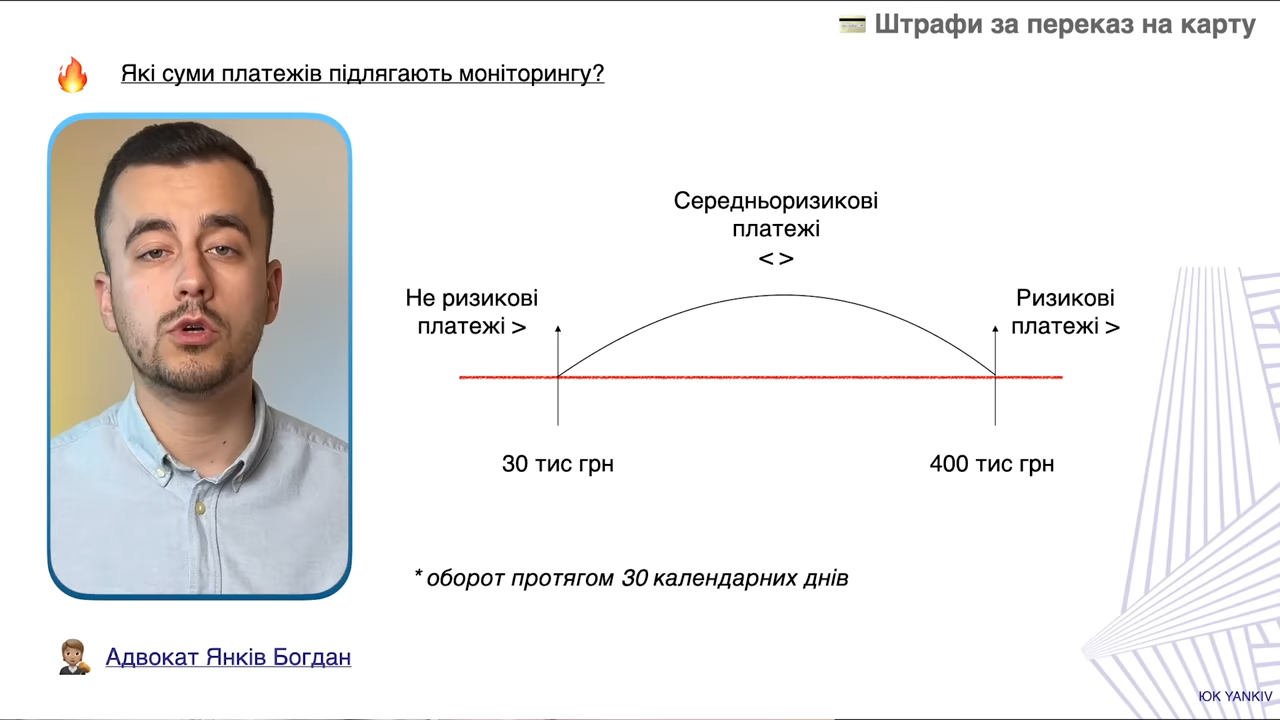 Штрафи за переказ на карту
Які суми платежів підлягають моніторингу?
Середньоризикові
платежі
< >
Не ризикові
платежі >
Ризикові
платежі >
30 тис грн
400 тис грн
* оборот протягом 30 календарних днів
Адвокат Янків Богдан
ЮК YANKIV